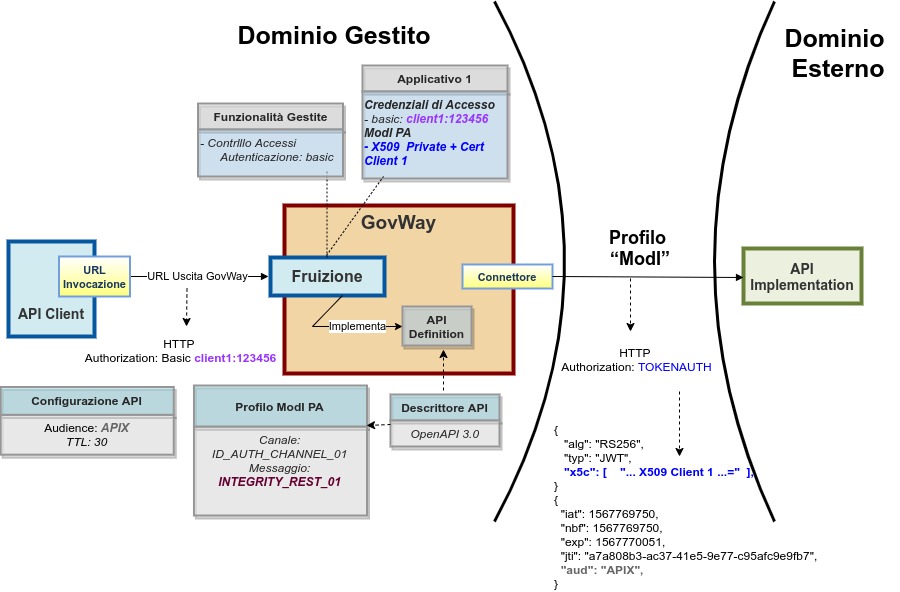 Dominio Gestito
Dominio
Esterno
Applicativo 1
Credenziali di Accesso
- basic: client1:123456
ModI PA
- X509 Private + Cert
Client 1
Funzionalità Gestite
- Contrlllo Accessi
Autenticazione: basic
GovWay
Profilo
“ModI”
URL
Invocazione
API Client
URL Uscita GovWay
Fruizione
Connettore
API
Implementation
Implementa
API
Definition
HTTP
Authorization: Basic client1:123456
HTTP
Authorization: TOKENAUTH
Configurazione API
Audience: APIX
TTL: 30
Profilo ModI PA
Canale:
ID_AUTH_CHANNEL_01
Messaggio:
INTEGRITY_REST_01
Descrittore API
OpenAPI 3.0
{
"alg": "RS256",
"typ": "JWT",
"x5c": [ "... X509 Client 1 ...=" ],
}
{
"iat": 1567769750,
"nbf": 1567769750,
"exp": 1567770051,
"jti": "a7a808b3-ac37-41e5-9e77-c95afc9e9fb7",
"aud": "APIX",
}